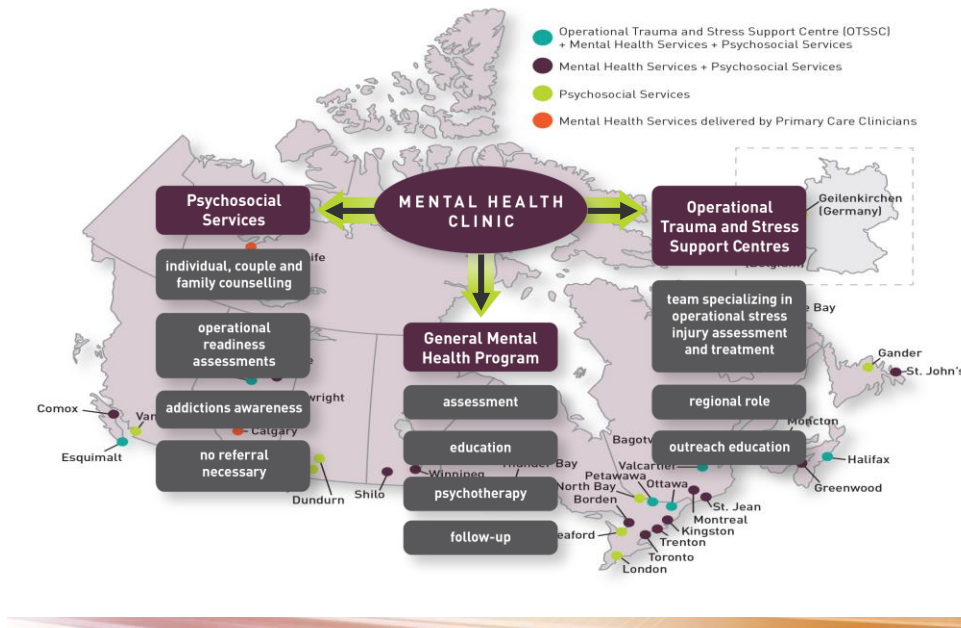 Operational Trauma and Stress Support Centre (OTSSC)
+ Mental Health Services + Psychosocial Services
Mental Health Services + Psychosocial Services
Psychosocial Services
Mental Health Services delivered by Primary Care Clinicians
MENTAL HEALTH
CLINIC
Psychosocial
Services
individual, couple and
family counselling
operational
readiness
assessments
addictions awareness
no referral
necessary
General Mental
Health Program
assessment
education
psychotherapy
follow-up
Operational
Trauma and Stress
Support Centres
team specializing in
operational stress
injury assessment
and treatment
regional role
outreach education
Geilenkirchen
(Germany)
Bay
Gander
St. John's
Comox
Esquimalt
Calgary
Dundurn
Shilo
Winnipeg
Bay
Moncton
Halifax
Greenwood
Valcartier
Petawawa
Ottawa
North Bay
Borden
St. Jean
Montreal
Kingston
Trenton
Toronto
London